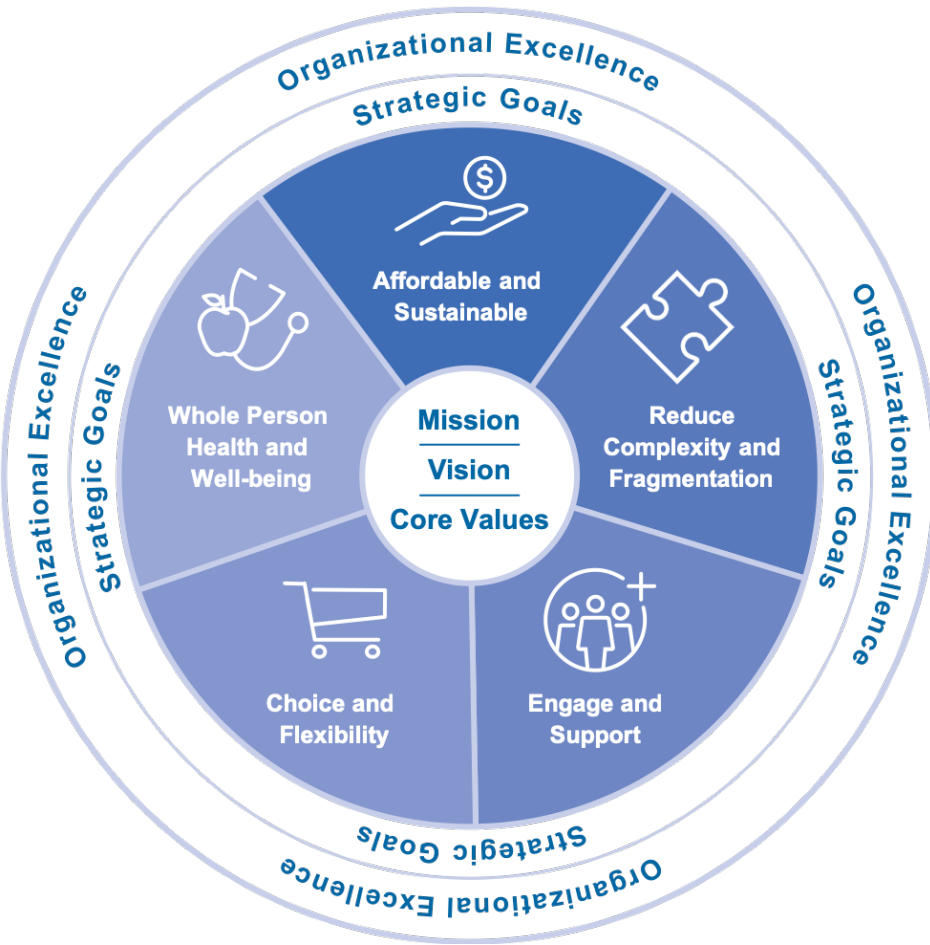 Organizational Excellence
Strategic Goals
$
Affordable and
Sustainable
Organizational Excellence
Strategic Goals
Whole Person
Health and
Well-being
Mission
Vision
Core Values
Reduce
Complexity and
Fragmentation
Strategic Goals
Organizational Excellence
Choice and
Flexibility
Engage and
Support
Strategic Goals
Organizational Excellence